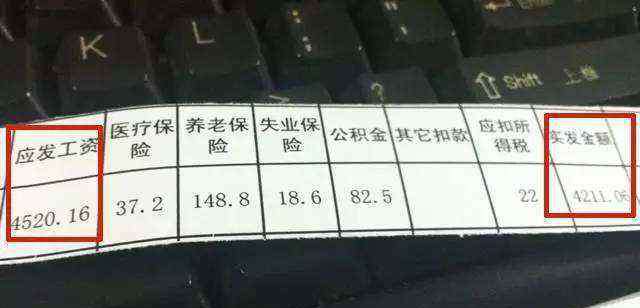 K L : ; " '
Shift 上档
应发工资 医疗保险 养老保险 失业保险 公积金 其它扣款 应扣所得税 实发金额
4520.16 37.2 148.8 18.6 82.5 22 4211.06